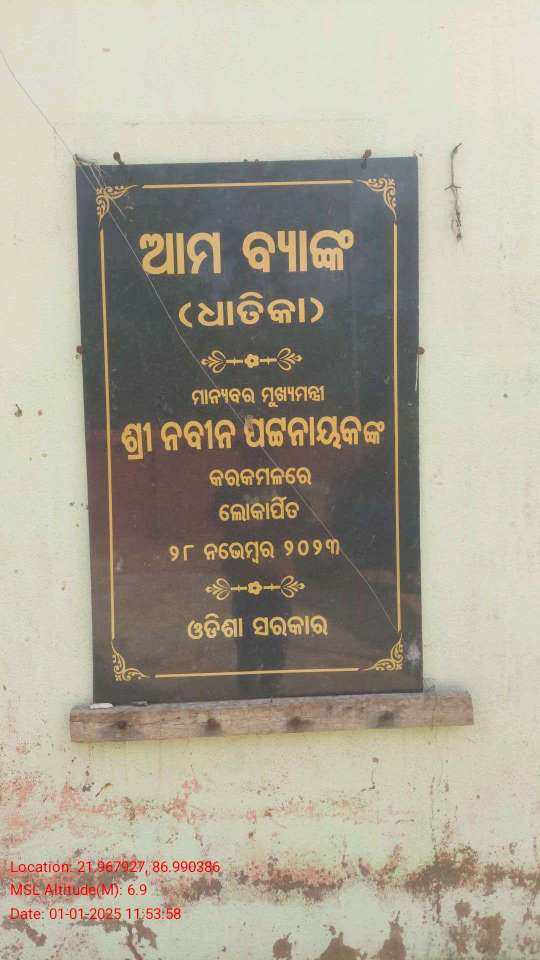 ଆମ ବ୍ୟାଙ୍କ
(ଧାତିକା)
ମାନ୍ୟବର ମୁଖ୍ୟମନ୍ତ୍ରୀ
ଶ୍ରୀ ନବୀନ ପଟ୍ଟନାୟକଙ୍କ
କରକମଳରେ
ଲୋକାର୍ପିତ
୨୮ ନଭେମ୍ବର ୨୦୨୩
ଓଡିଶା ସରକାର
Location: 21.967927, 86.990386
MSL Altitude(M): 6.9
Date: 01-01-2025 11:53:58